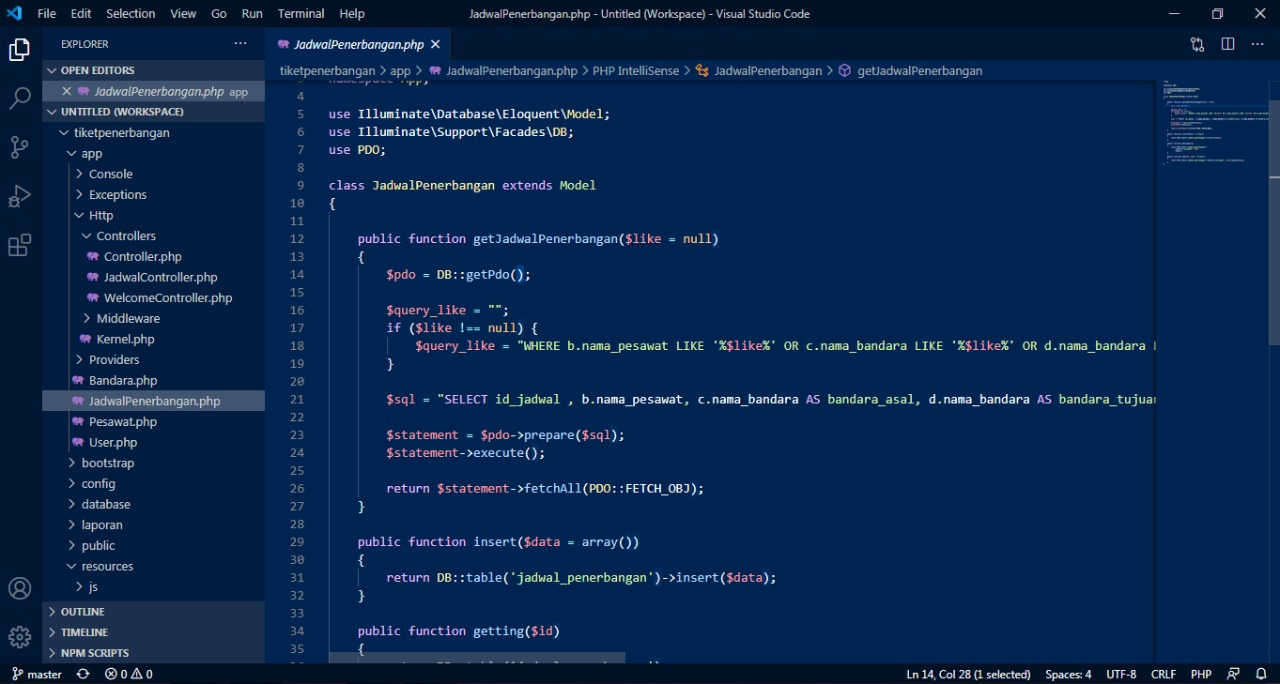 File Edit Selection View Go Run Terminal Help
JadwalPenerbangan.php - Untitled (Workspace) - Visual Studio Code
EXPLORER
OPEN EDITORS
JadwalPenerbangan.php app
UNTITLED (WORKSPACE)
tiketpenerbangan
app
Console
Exceptions
Http
Controllers
Controller.php
JadwalController.php
WelcomeController.php
Middleware
Kernel.php
Providers
Bandara.php
JadwalPenerbangan.php
Pesawat.php
User.php
bootstrap
config
database
laporan
public
resources
js
OUTLINE
TIMELINE
NPM SCRIPTS
JadwalPenerbangan.php
tiketpenerbangan > app > JadwalPenerbangan.php > PHP IntelliSense > JadwalPenerbangan > getJadwalPenerbangan
namespace App;
4
5 use Illuminate\Database\Eloquent\Model;
6 use Illuminate\Support\Facades\DB;
7 use PDO;
8
9 class JadwalPenerbangan extends Model
10 {
11
12 public function getJadwalPenerbangan($like = null)
13 {
14 $pdo = DB::getPdo();
15
16 $query_like = "";
17 if ($like !== null) {
18 $query_like = "WHERE b.nama_pesawat LIKE '%$like%' OR c.nama_bandara LIKE '%$like%' OR d.nama_bandara
19 }
20
21 $sql = "SELECT id_jadwal , b.nama_pesawat, c.nama_bandara AS bandara_asal, d.nama_bandara AS bandara_tujuan
22
23 $statement = $pdo->prepare($sql);
24 $statement->execute();
25
26 return $statement->fetchAll(PDO::FETCH_OBJ);
27 }
28
29 public function insert($data = array())
30 {
31 return DB::table('jadwal_penerbangan')->insert($data);
32 }
33
34 public function getting($id)
35 {
master
0 0
Ln 14, Col 28 (1 selected) Spaces: 4 UTF-8 CRLF PHP